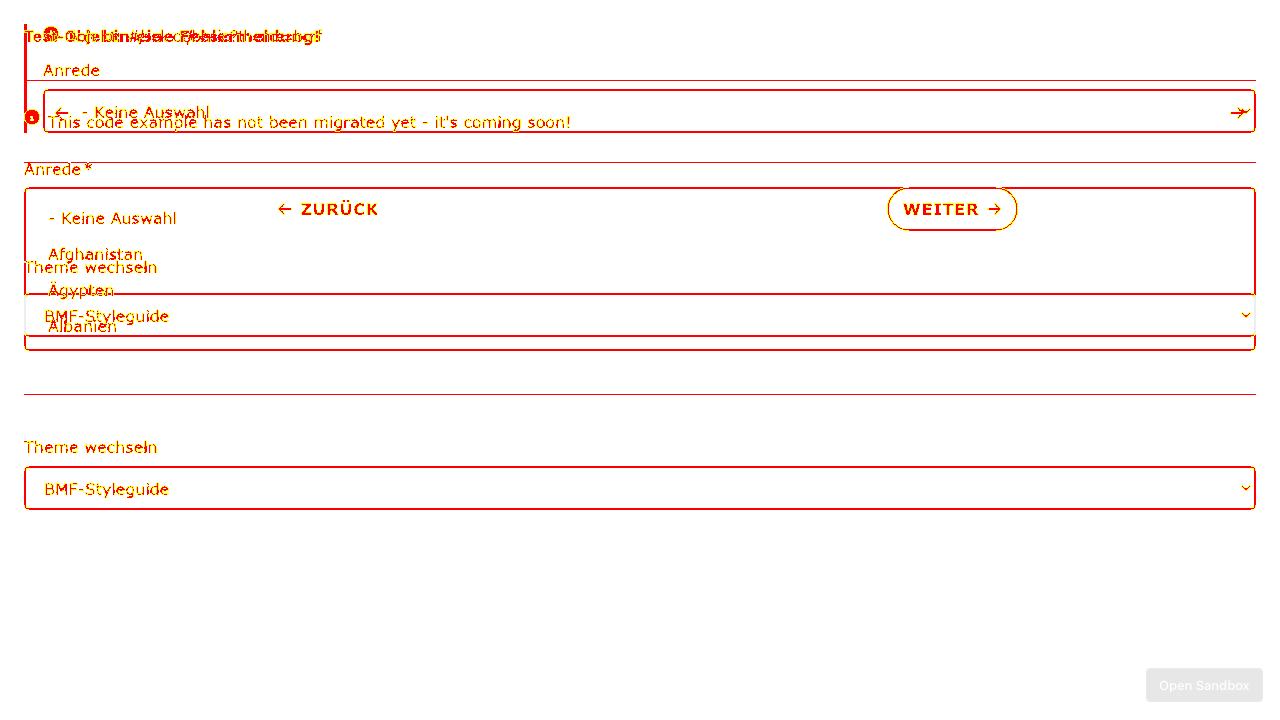 Anrede
← - Keine Auswahl →
This code example has not been migrated yet - it's coming soon!
Anrede *
- Keine Auswahl
← ZURÜCK
WEITER →
Afghanistan
Theme wechseln
Ägypten
BMF-Styleguide
Albanien
Theme wechseln
BMF-Styleguide
Open Sandbox